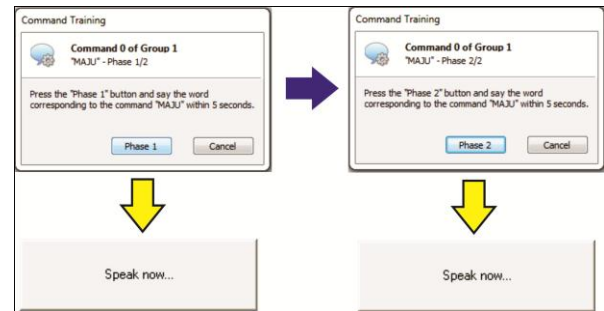 Command Training
Command 0 of Group 1
"MAJU" - Phase 1/2
Press the "Phase 1" button and say the word
corresponding to the command "MAJU" within 5 seconds.
Phase 1
Cancel
Speak now...
Command Training
Command 0 of Group 1
"MAJU" - Phase 2/2
Press the "Phase 2" button and say the word
corresponding to the command "MAJU" within 5 seconds.
Phase 2
Cancel
Speak now...